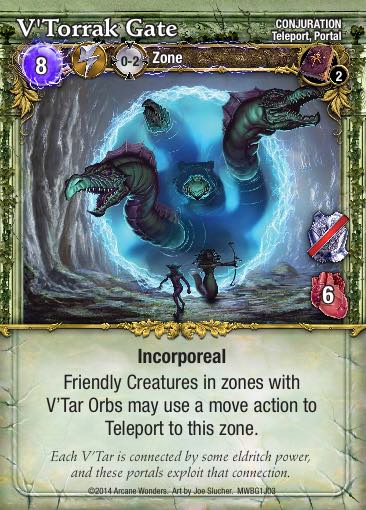 V'Torrak Gate
CONJURATION
Teleport, Portal
8
0-2
Zone
2
6
Incorporeal
Friendly Creatures in zones with
V'Tar Orbs may use a move action to
Teleport to this zone.
Each V'Tar is connected by some eldritch power,
and these portals exploit that connection.
©2014 Arcane Wonders. Art by Joe Slucher. MWBG1J03